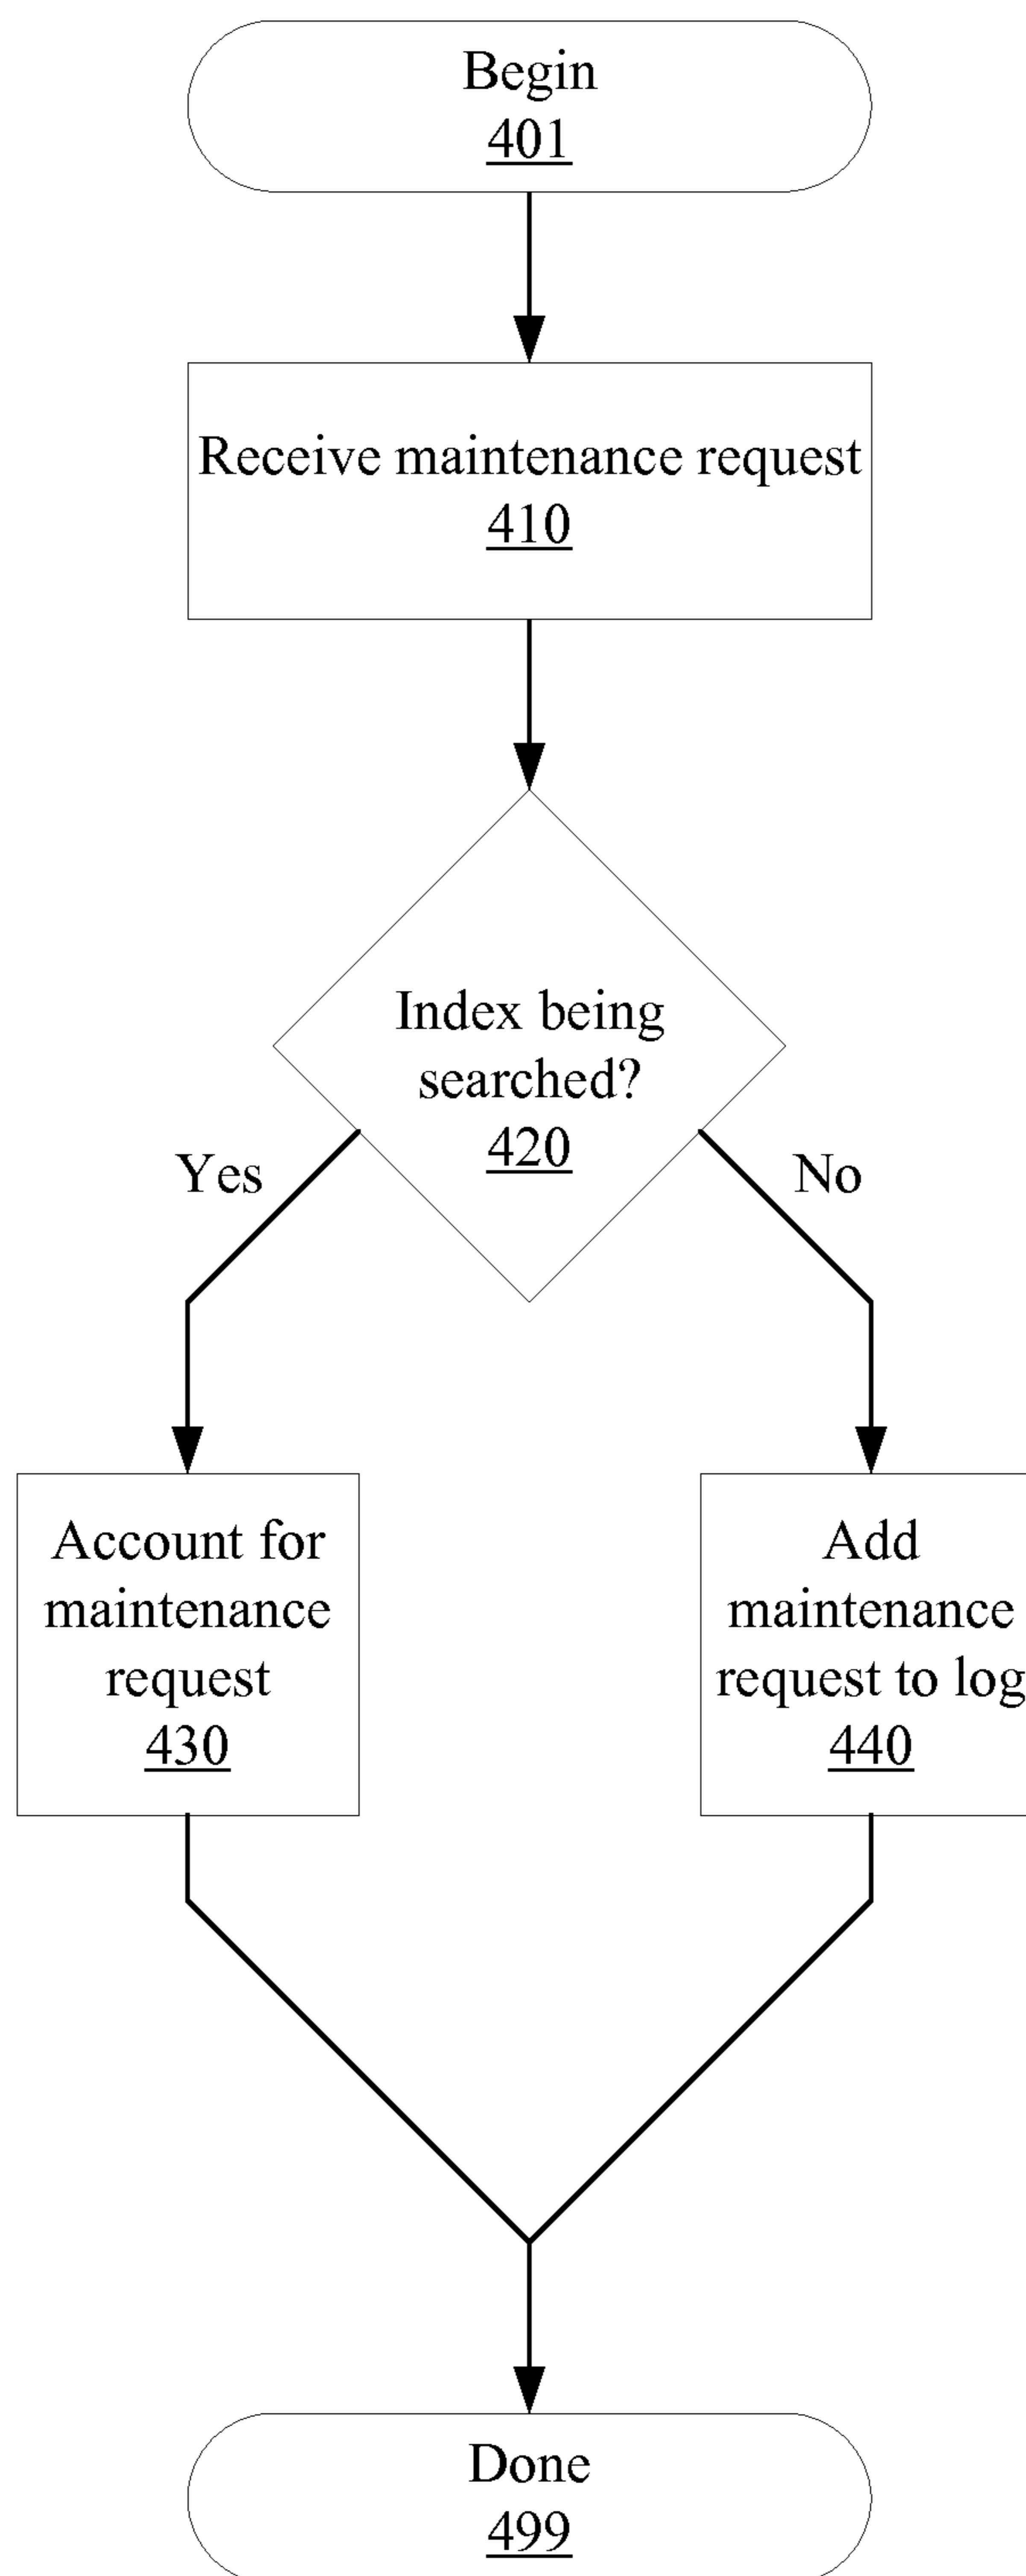 Begin
401
Receive maintenance request
410
Index being
searched?
420
Yes
No
Account for
maintenance
request
430
Add
maintenance
request to log
440
Done
499